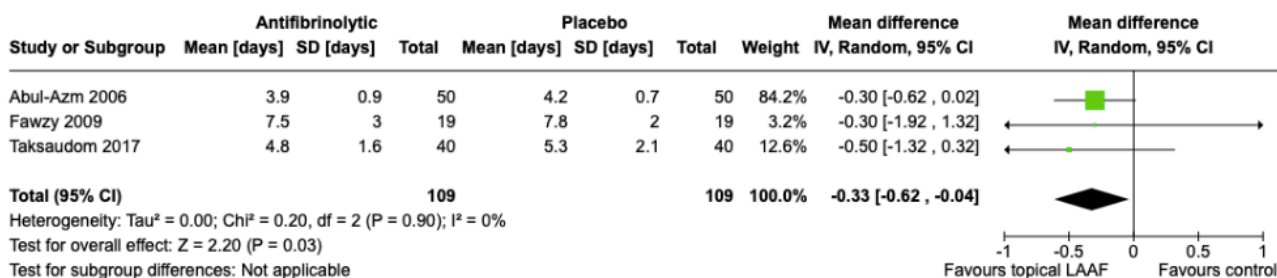 Antifibrinolytic Placebo Mean difference Mean difference
Study or Subgroup Mean [days] SD [days] Total Mean [days] SD [days] Total Weight IV, Random, 95% CI IV, Random, 95% CI
Abul-Azm 2006 3.9 0.9 50 4.2 0.7 50 84.2% -0.30 [-0.62 , 0.02]
Fawzy 2009 7.5 3 19 7.8 2 19 3.2% -0.30 [-1.92 , 1.32]
Taksaudom 2017 4.8 1.6 40 5.3 2.1 40 12.6% -0.50 [-1.32 , 0.32]
Total (95% CI) 109 109 100.0% -0.33 [-0.62 , -0.04]
Heterogeneity: Tau² = 0.00; Chi² = 0.20, df = 2 (P = 0.90); I² = 0%
Test for overall effect: Z = 2.20 (P = 0.03) -1 -0.5 0 0.5 1
Test for subgroup differences: Not applicable Favours topical LAAF Favours control